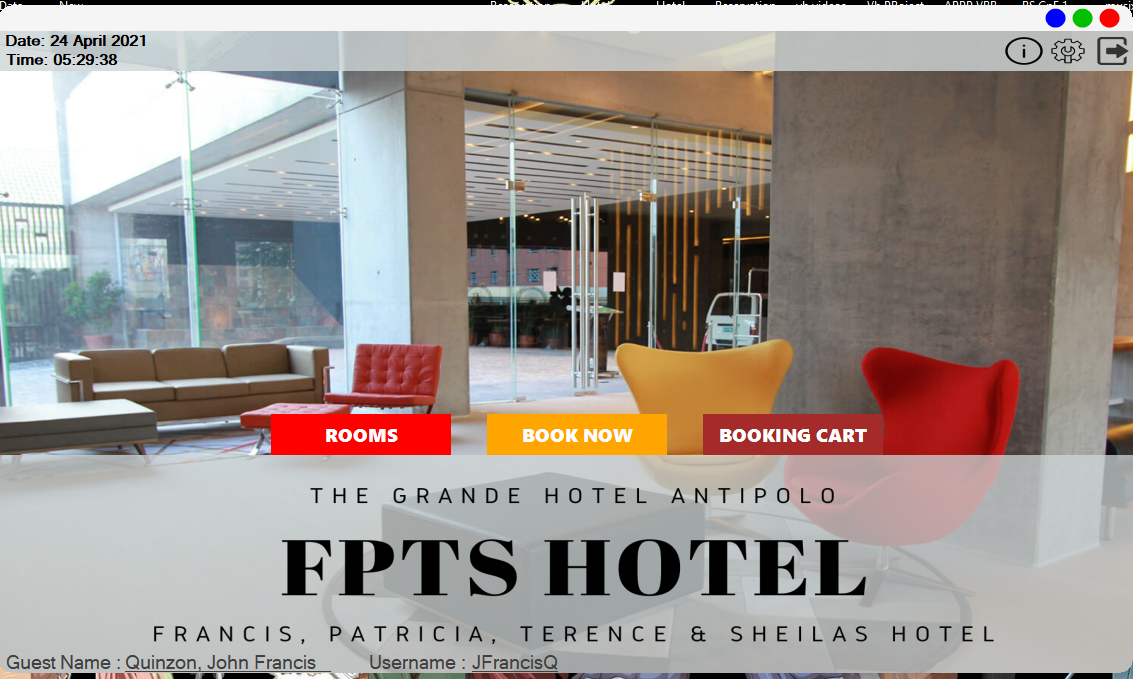 Date: 24 April 2021
Time: 05:29:38
ROOMS
BOOK NOW
BOOKING CART
THE GRANDE HOTEL ANTIPOLO
FPTS HOTEL
FRANCIS, PATRICIA, TERENCE & SHEILAS HOTEL
Guest Name : Quinzon, John Francis Username : JFrancisQ